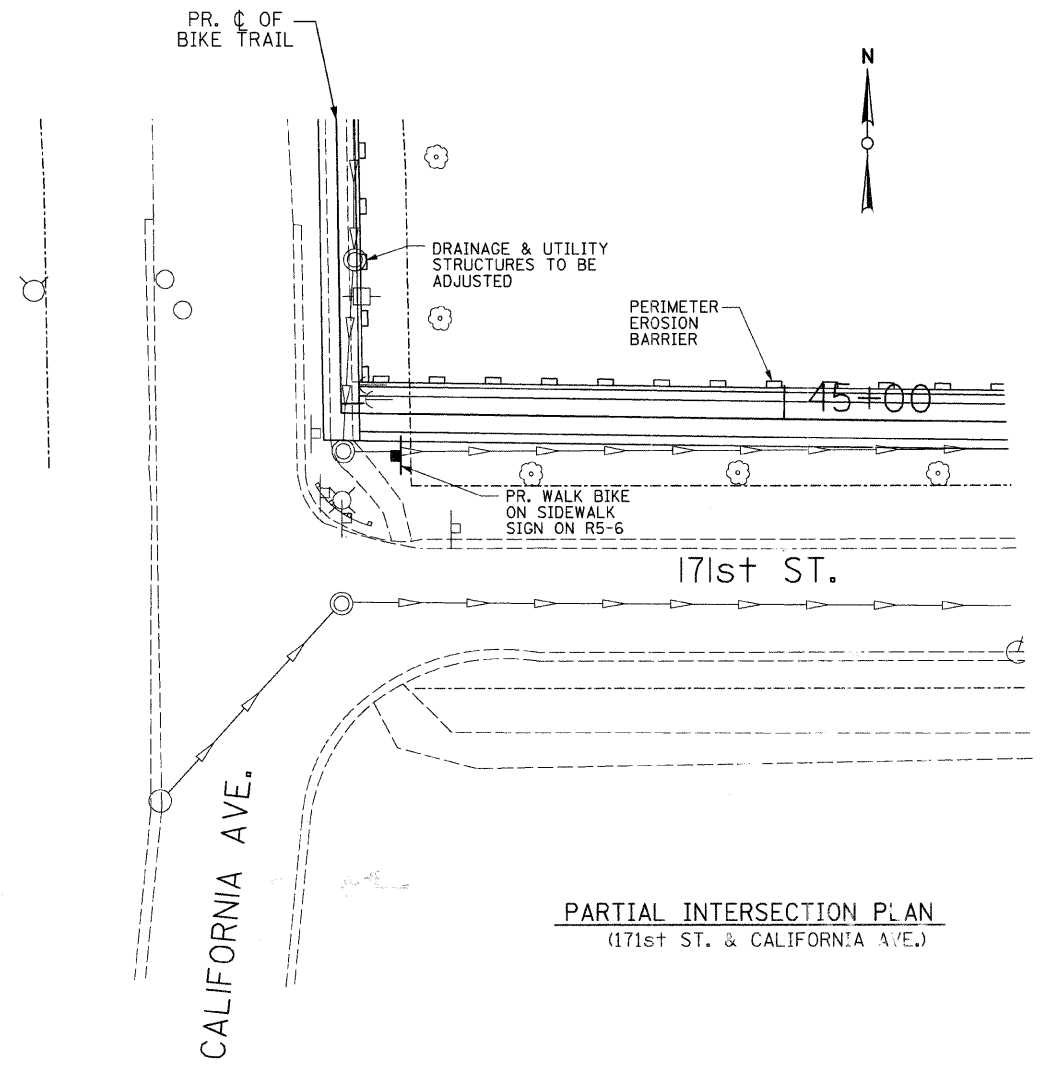 PR. ℄ OF
BIKE TRAIL
N
DRAINAGE & UTILITY
STRUCTURES TO BE
ADJUSTED
PERIMETER
EROSION
BARRIER
45+00
PR. WALK BIKE
ON SIDEWALK
SIGN ON R5-6
171st ST.
CALIFORNIA AVE.
PARTIAL INTERSECTION PLAN
(171st ST. & CALIFORNIA AVE.)